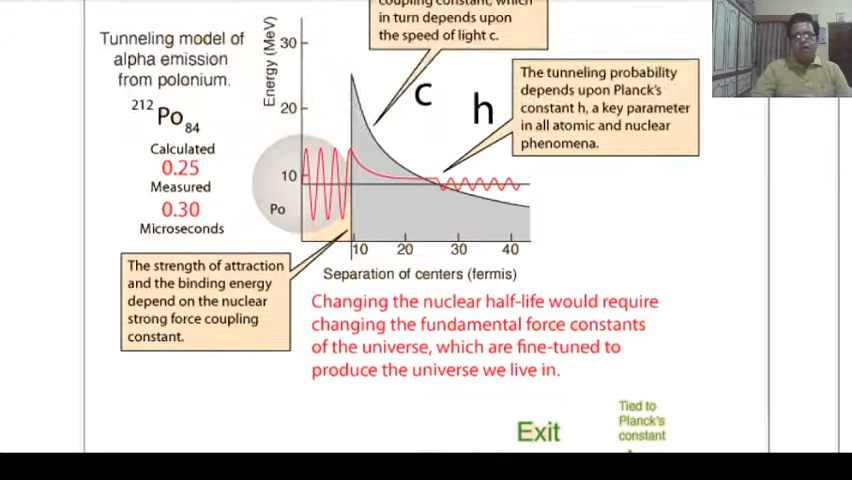 coupling constant, which
in turn depends upon
the speed of light c.
Tunneling model of
alpha emission
from polonium.
212
Po
84
Calculated
0.25
Measured
0.30
Microseconds
Energy (MeV)
30
20
10
c
h
The tunneling probability
depends upon Planck's
constant h, a key parameter
in all atomic and nuclear
phenomena.
Po
10
20
30
40
Separation of centers (fermis)
The strength of attraction
and the binding energy
depend on the nuclear
strong force coupling
constant.
Changing the nuclear half-life would require
changing the fundamental force constants
of the universe, which are fine-tuned to
produce the universe we live in.
Exit
Tied to
Planck's
constant